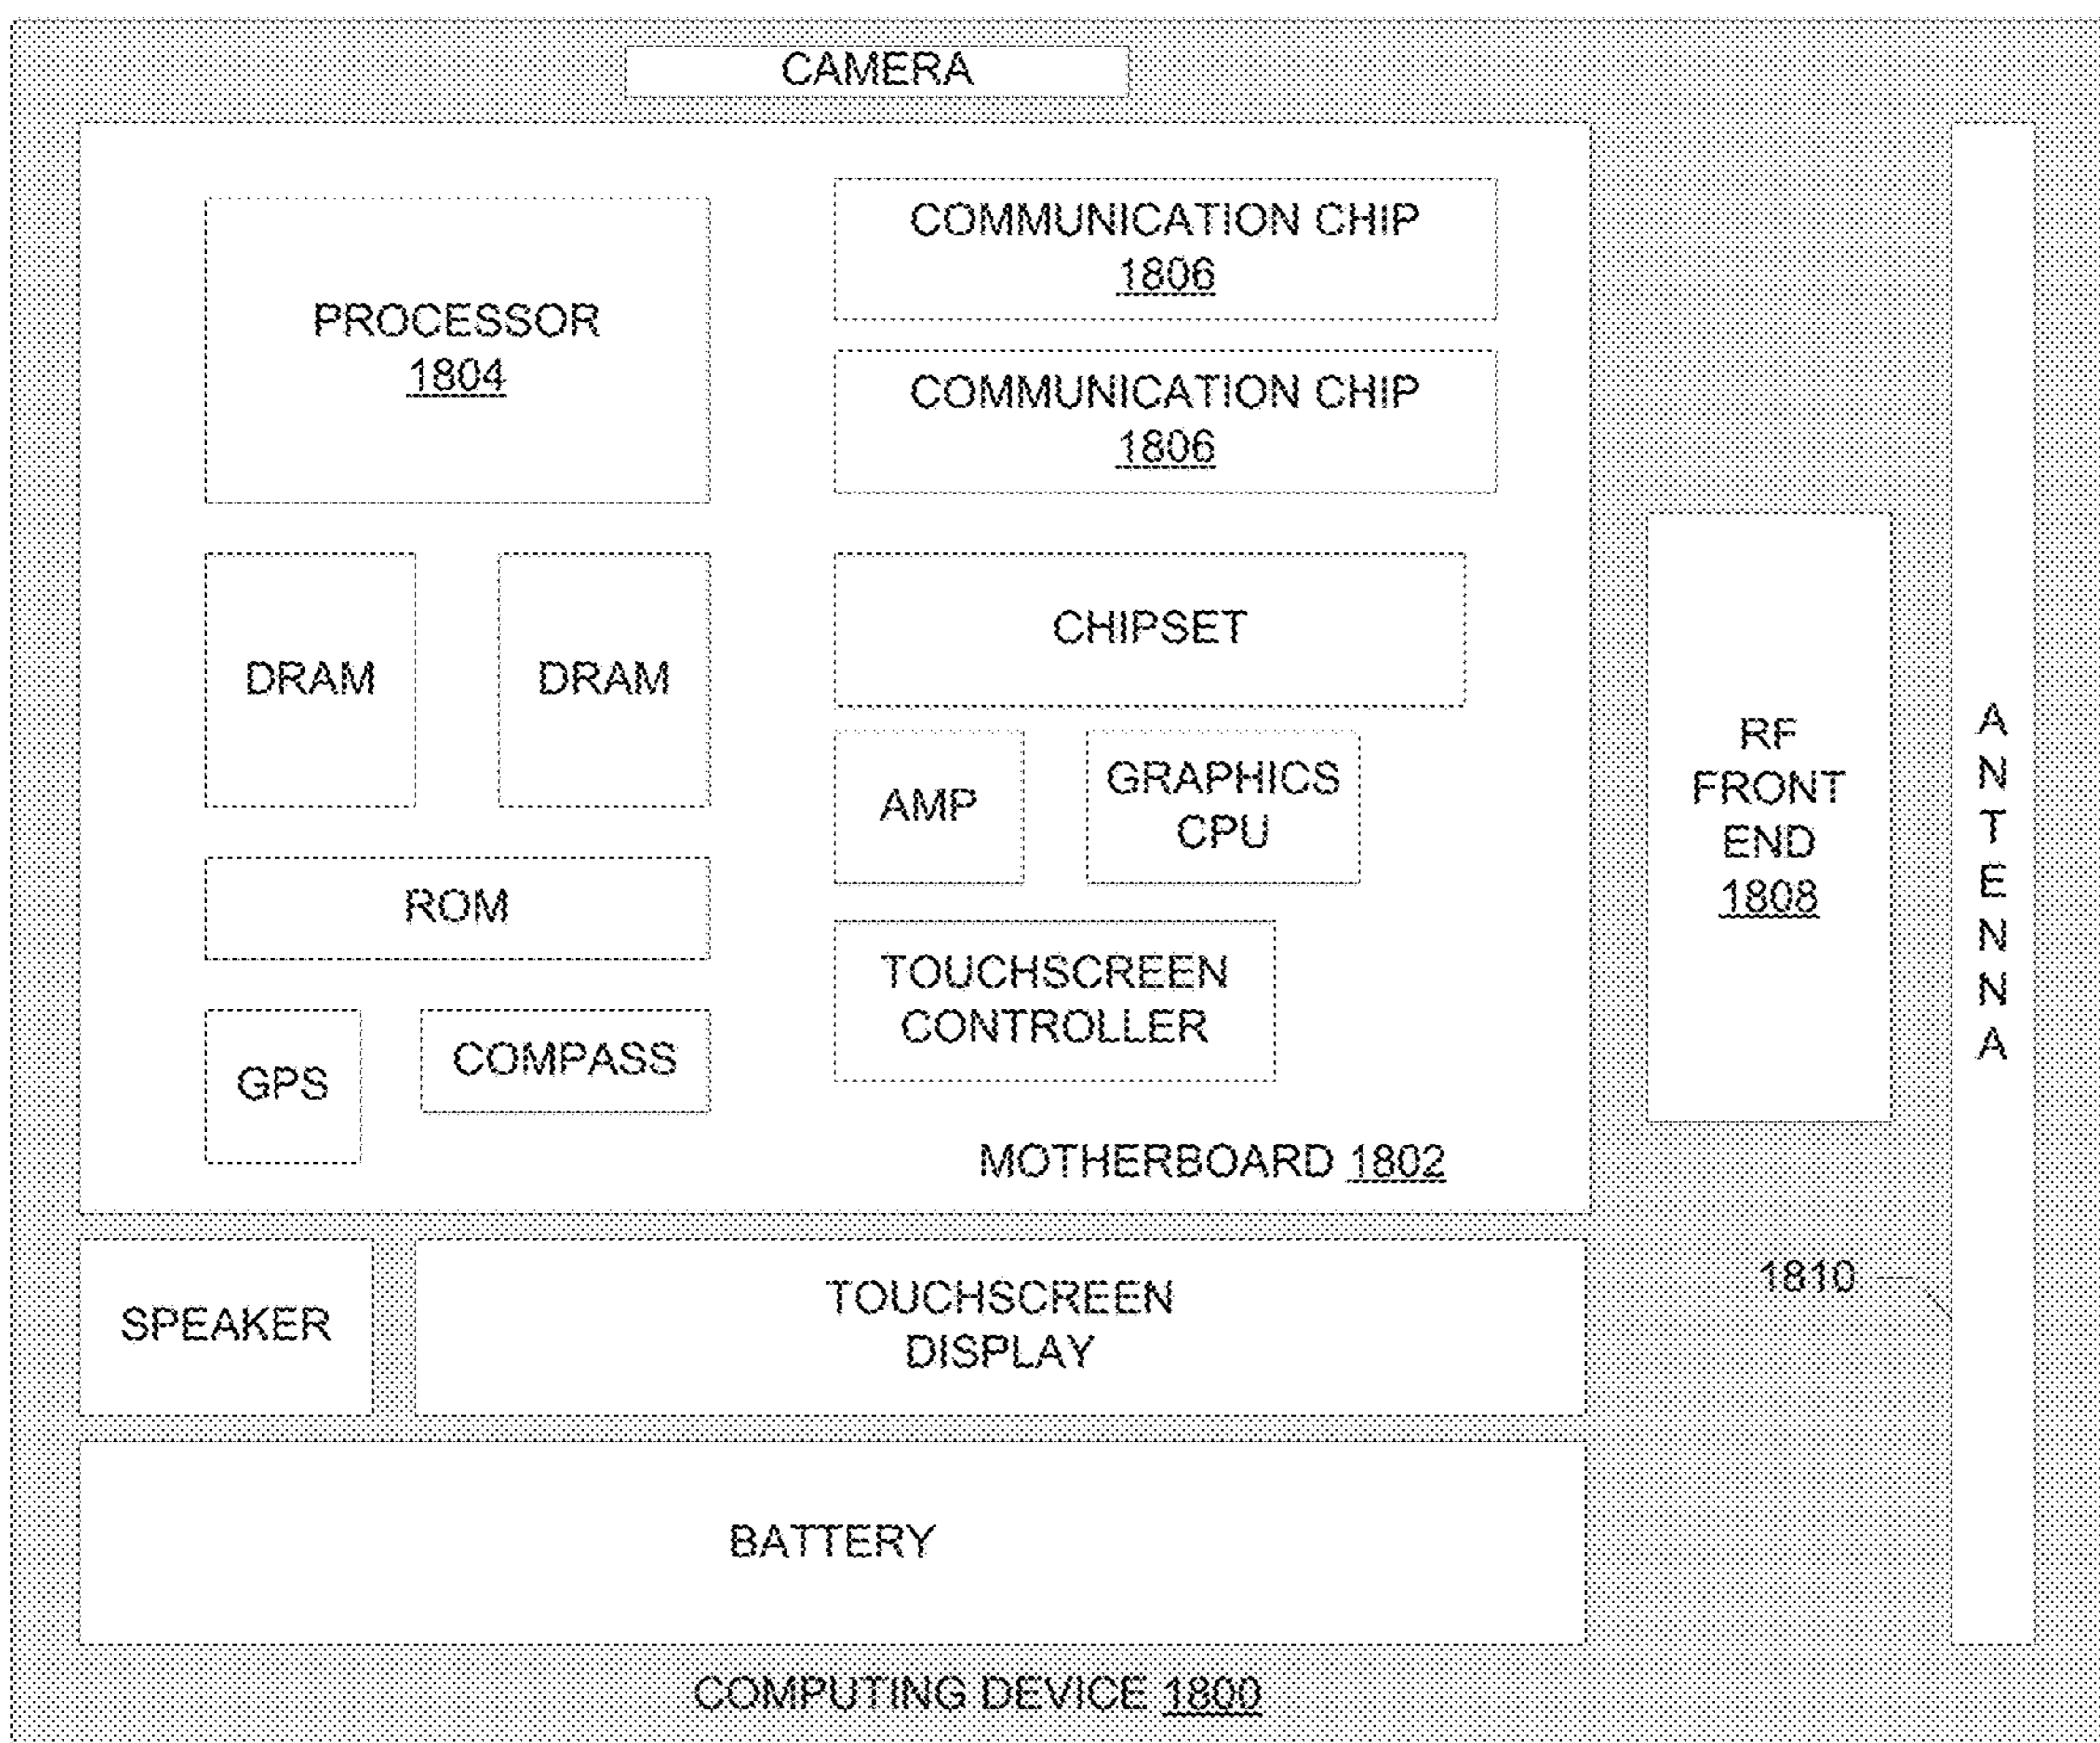 CAMERA
PROCESSOR
1804
COMMUNICATION CHIP
1806
COMMUNICATION CHIP
1806
DRAM
DRAM
CHIPSET
AMP
GRAPHICS
CPU
ROM
TOUCHSCREEN
CONTROLLER
GPS
COMPASS
MOTHERBOARD 1802
RF
FRONT
END
1808
ANTENNA
1810
SPEAKER
TOUCHSCREEN
DISPLAY
BATTERY
COMPUTING DEVICE 1800